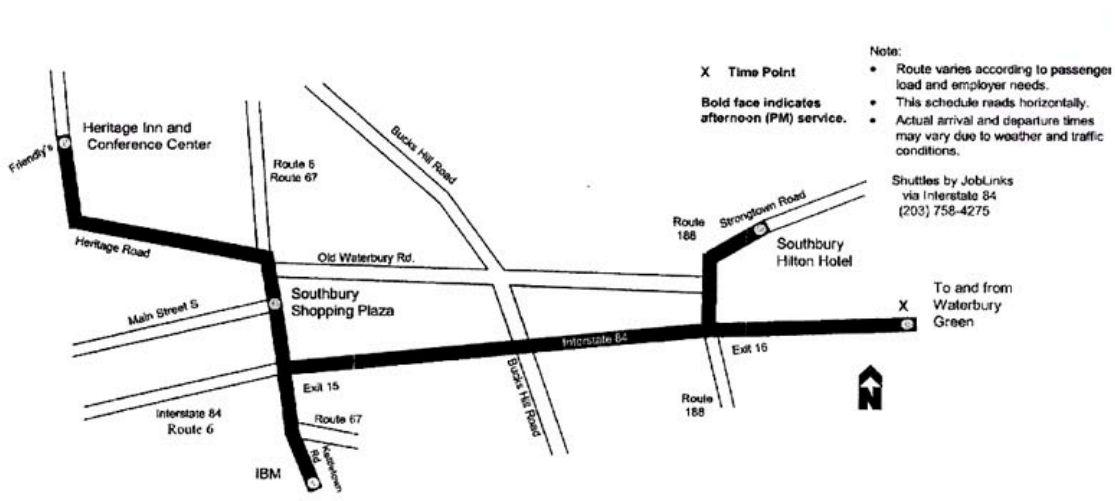 Note:
X Time Point
• Route varies according to passenger
load and employer needs.
Bold face indicates
afternoon (PM) service.
• This schedule reads horizontally.
• Actual arrival and departure times
may vary due to weather and traffic
conditions.
Shuttles by JobLinks
via Interstate 84
(203) 758-4275
Heritage Inn and
Conference Center
Friendly's
Bucks Hill Road
Route 6
Route 67
Heritage Road
Old Waterbury Rd.
Route
188
Strongtown Road
Southbury
Hilton Hotel
Main Street S
Southbury
Shopping Plaza
To and from
Waterbury
Green
X
Interstate 84
Exit 16
Exit 15
Bucks Hill Road
Route
188
N
Interstate 84
Route 6
Route 67
Kettletown
Rd
IBM